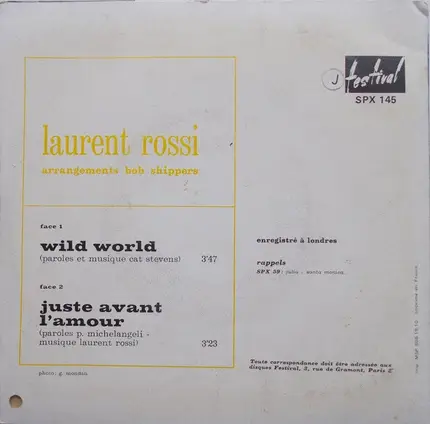 J festival
SPX 145
laurent rossi
arrangements bob shippers
face 1
wild world
(paroles et musique cat stevens) 3'47
enregistré à londres
rappels
SPX 59 :
face 2
juste avant
l'amour
(paroles p. michelangeli -
musique laurent rossi) 3'23
photo: g.
Toute correspondance doit être adressée aux
disques Festival, 3, rue de Gramont, Paris 2